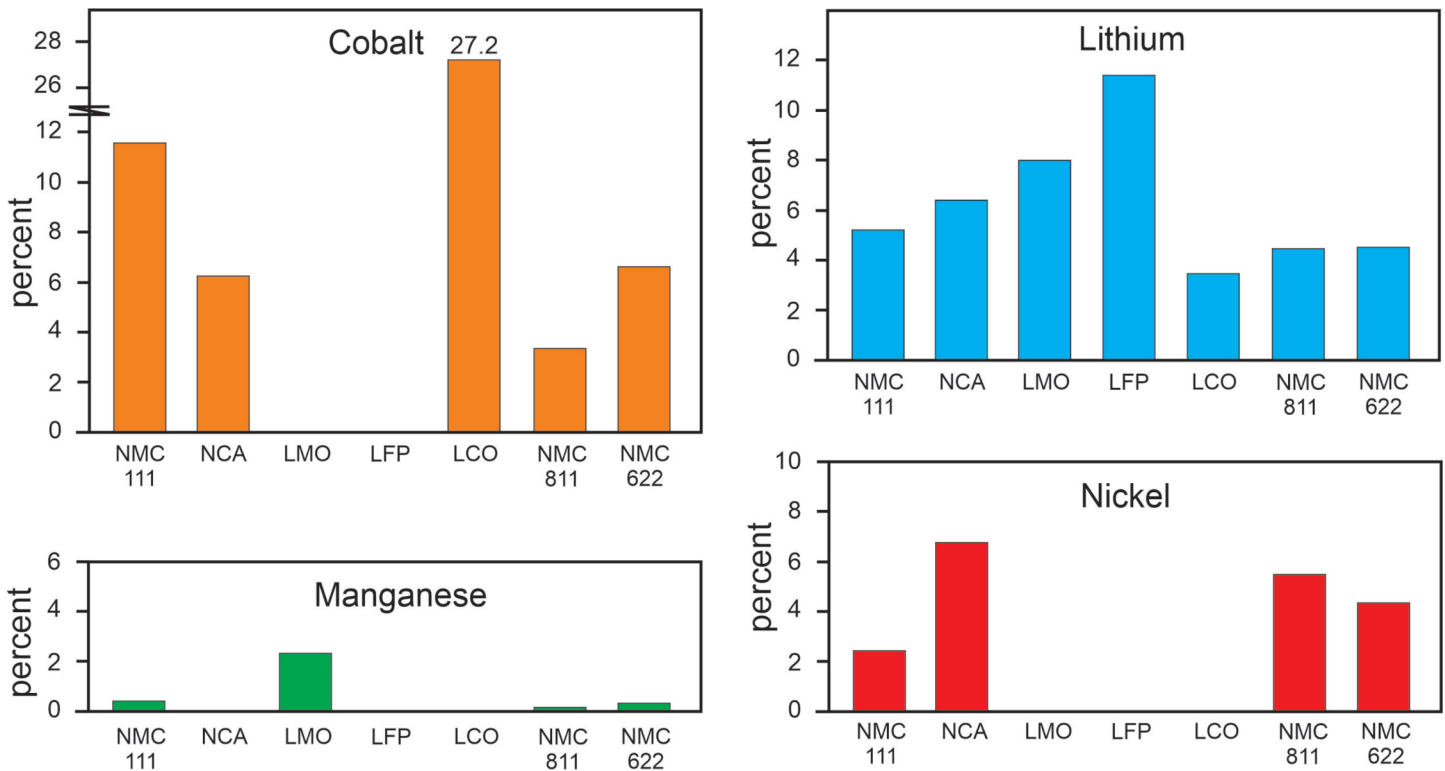 Cobalt
27.2
percent
28
26
12
10
8
6
4
2
0
NMC 111
NCA
LMO
LFP
LCO
NMC 811
NMC 622
Lithium
percent
12
10
8
6
4
2
0
NMC 111
NCA
LMO
LFP
LCO
NMC 811
NMC 622
Manganese
percent
6
4
2
0
NMC 111
NCA
LMO
LFP
LCO
NMC 811
NMC 622
Nickel
percent
10
8
6
4
2
0
NMC 111
NCA
LMO
LFP
LCO
NMC 811
NMC 622